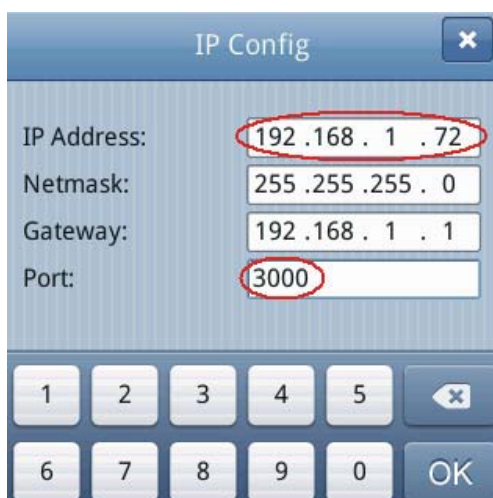 IP Config
IP Address: 192 .168 . 1 . 72
Netmask: 255 .255 .255 . 0
Gateway: 192 .168 . 1 . 1
Port: 3000
1 2 3 4 5
6 7 8 9 0 OK